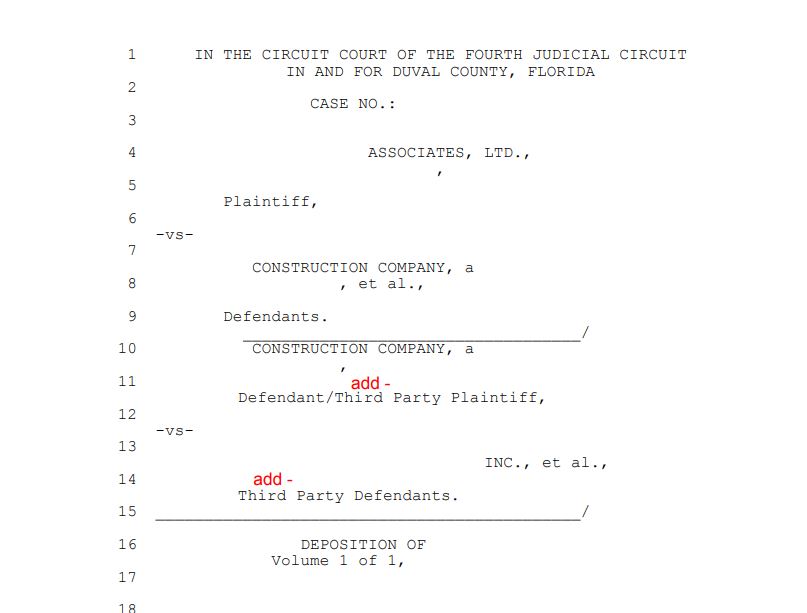 1 IN THE CIRCUIT COURT OF THE FOURTH JUDICIAL CIRCUIT
IN AND FOR DUVAL COUNTY, FLORIDA
2
CASE NO.:
3
4 ASSOCIATES, LTD.,
,
5
Plaintiff,
6
-vs-
7
CONSTRUCTION COMPANY, a
8 , et al.,
9 Defendants.
____________________________________/
10 CONSTRUCTION COMPANY, a
,
11 add -
Defendant/Third Party Plaintiff,
12
-vs-
13
INC., et al.,
14 add -
Third Party Defendants.
15 ____________________________________________/
16 DEPOSITION OF
Volume 1 of 1,
17
18